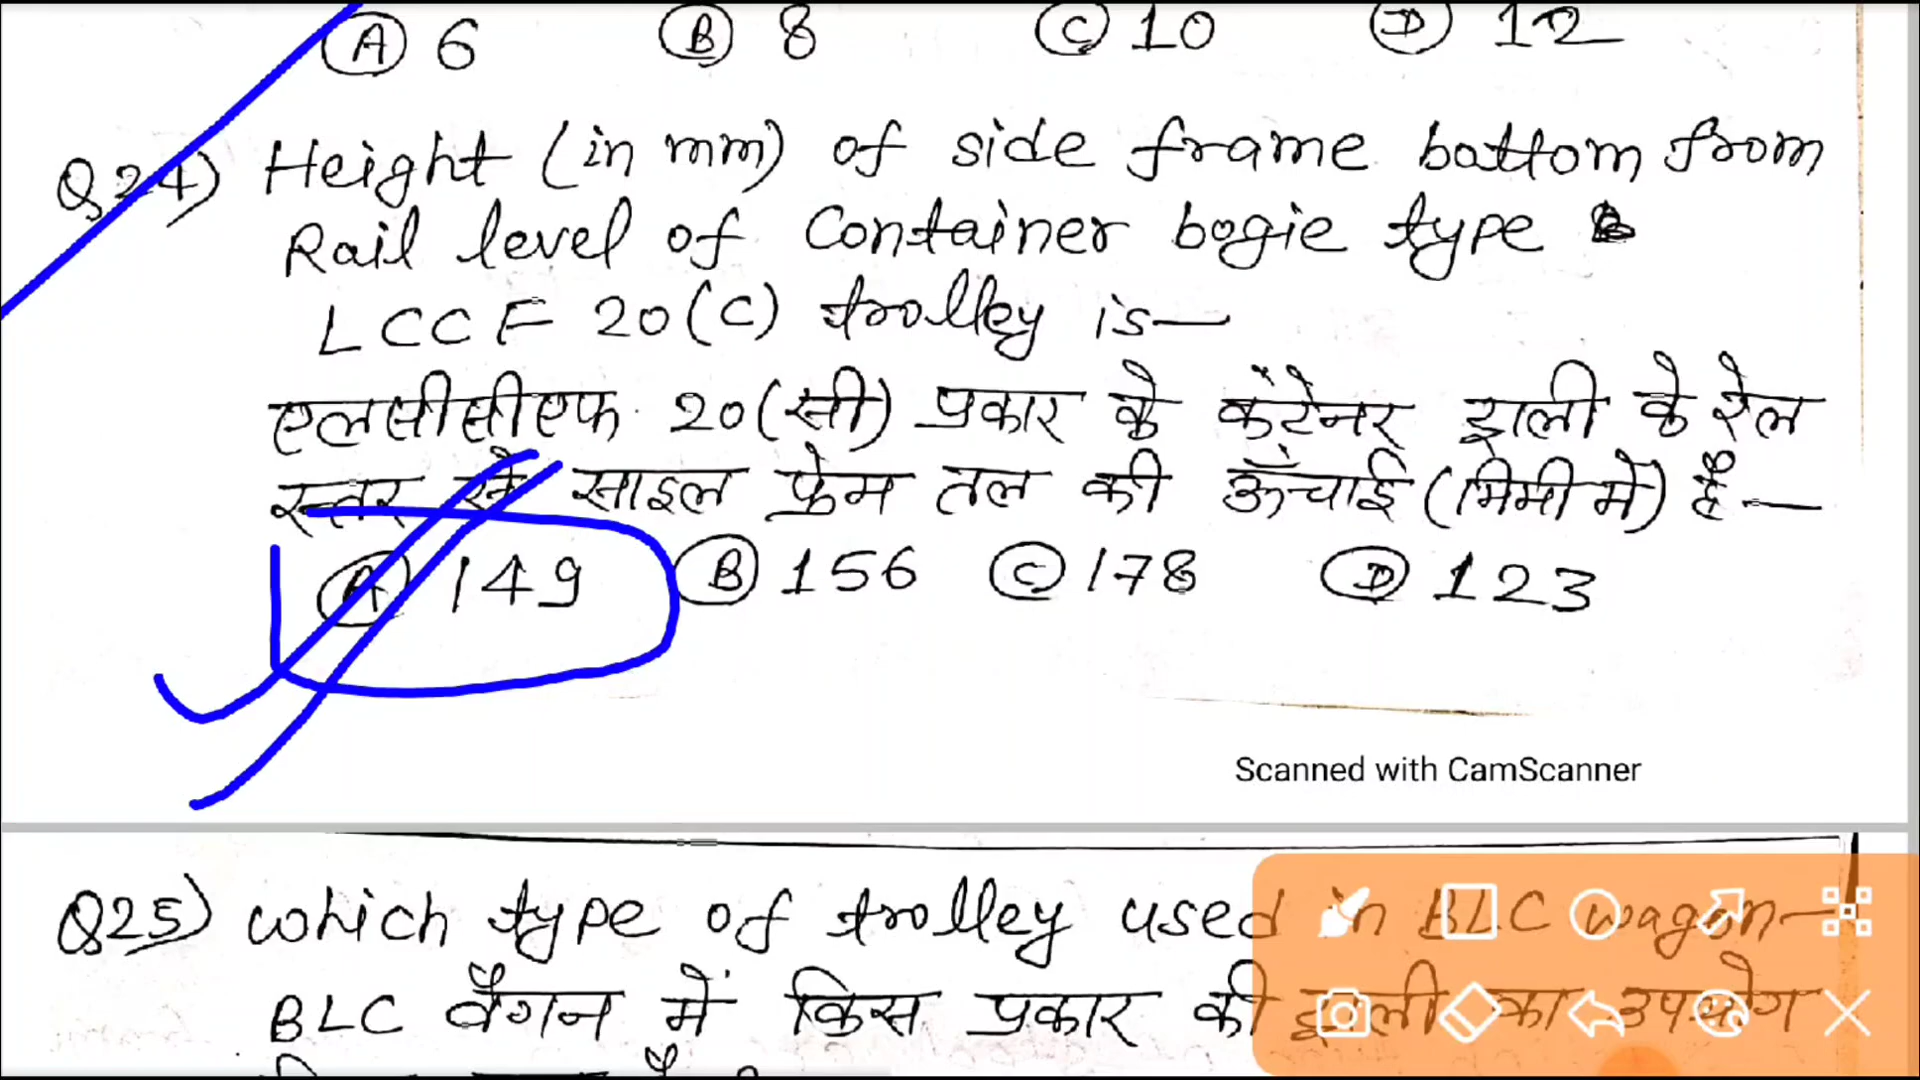 (A) 6 (B) 8 (C) 10 (D) 12
Q24) Height (in mm) of side frame bottom from
Rail level of Container bogie type
LCCF 20(C) trolley is—
एलसीसीएफ 20(सी) प्रकार के कंटेनर ट्राली के रेल
स्तर से साइल फ्रेम तल की ऊँचाई (मिमी में) है —
(A) 149 (B) 156 (C) 178 (D) 123
Scanned with CamScanner
Q25) which type of trolley used in BLC wagon—
BLC वैगन में किस प्रकार की ट्राली का उपयोग